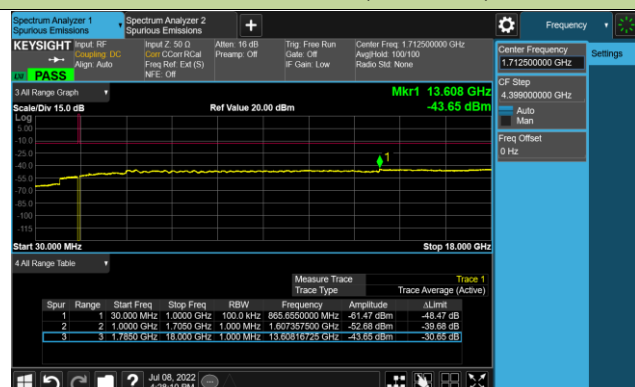 Spectrum Analyzer 1
Spurious Emissions
Spectrum Analyzer 2
Spurious Emissions
Frequency
KEYSIGHT
Input: RF
Coupling: DC
Align: Auto
Input Z: 50 Ω
Corr CCorr RCal
Freq Ref: Ext (S)
NFE: Off
Atten: 16 dB
Preamp: Off
Trig: Free Run
Gate: Off
IF Gain: Low
Center Freq: 1.712500000 GHz
Avg|Hold: 100/100
Radio Std: None
PASS
Center Frequency
1.712500000 GHz
Settings
CF Step
4.399000000 GHz
Auto
Man
Freq Offset
0 Hz
3 All Range Graph
Mkr1 13.608 GHz
-43.65 dBm
Scale/Div 15.0 dB
Ref Value 20.00 dBm
Log
5.00
-10.0
-25.0
-40.0
-55.0
-70.0
-85.0
-100
-115
1
Start 30.000 MHz
Stop 18.000 GHz
4 All Range Table
Measure Trace Trace 1
Trace Type Trace Average (Active)
Spur Range Start Freq Stop Freq RBW Frequency Amplitude ΔLimit
1 1 30.000 MHz 1.0000 GHz 100.0 kHz 865.6550000 MHz -61.47 dBm -48.47 dB
2 2 1.0000 GHz 1.7050 GHz 1.000 MHz 1.607357500 GHz -52.68 dBm -39.68 dB
3 3 1.7850 GHz 18.000 GHz 1.000 MHz 13.60816725 GHz -43.65 dBm -30.65 dB
Jul 08, 2022